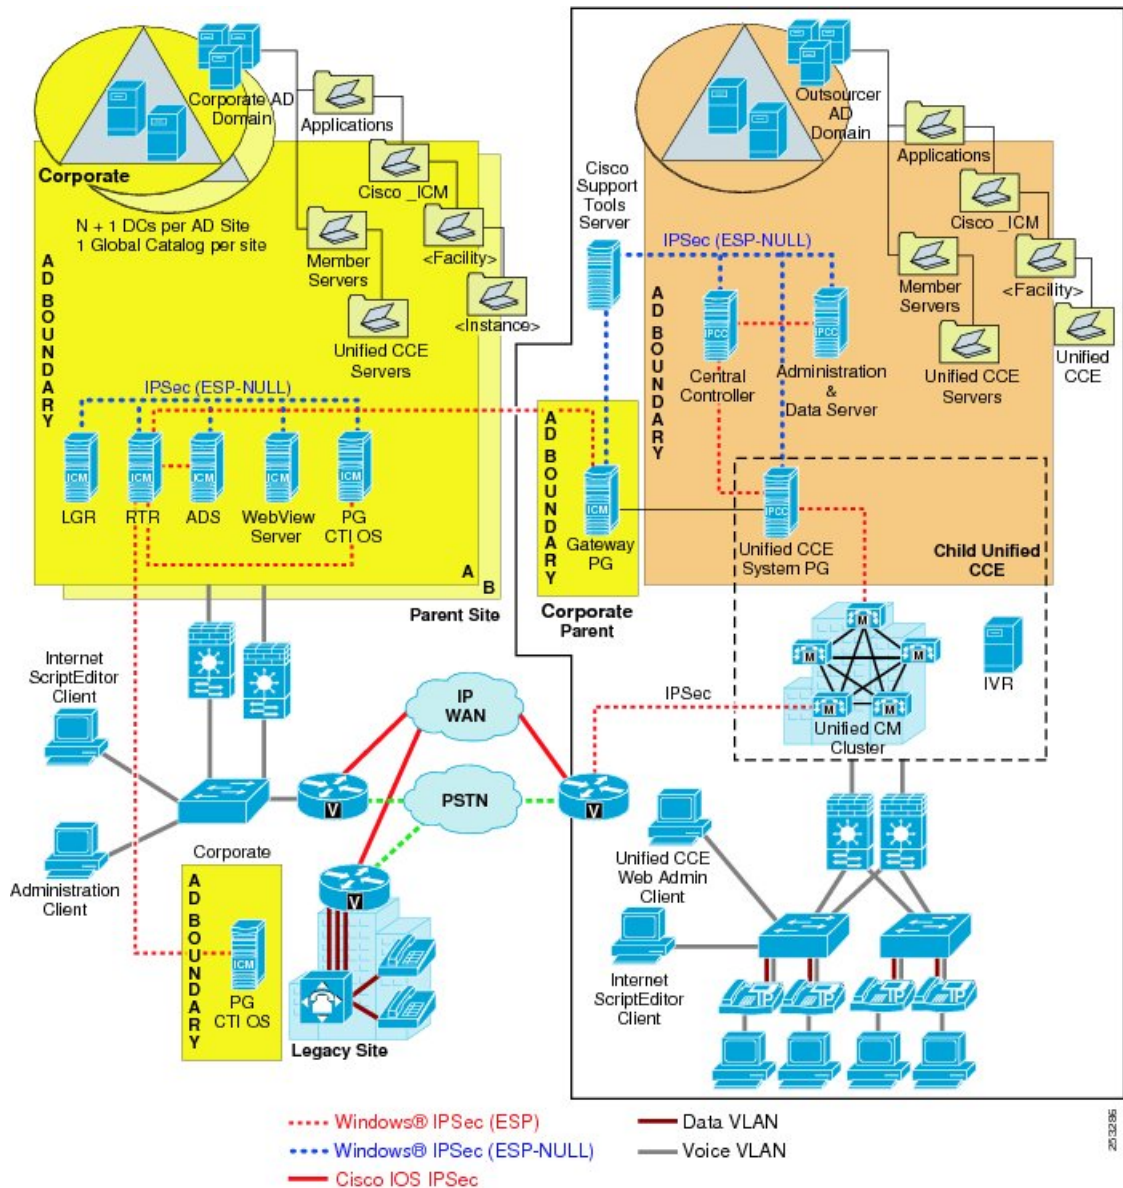 Corporate AD
Domain
Applications
Corporate
Cisco _ICM
N + 1 DCs per AD Site
1 Global Catalog per site
<Facility>
Member
Servers
<Instance>
Unified CCE
Servers
AD BOUNDARY
IPSec (ESP-NULL)
ICM
ICM
ICM
ICM
ICM
LGR
RTR
ADS
WebView
Server
PG
CTI OS
A
B
Parent Site
Cisco
Support
Tools
Server
Outsourcer
AD
Domain
Applications
Cisco _ICM
IPSec (ESP-NULL)
Member
Servers
<Facility>
AD BOUNDARY
IPCC
IPCC
Central
Controller
Administration
&
Data Server
Unified CCE
Servers
Unified
CCE
AD BOUNDARY
ICM
Gateway
PG
Corporate
Parent
IPCC
Unified CCE
System PG
Child Unified
CCE
M
M
M
M
M
Unified CM
Cluster
IVR
IPSec
Internet
ScriptEditor
Client
IP
WAN
PSTN
V
V
V
Administration
Client
Corporate
AD BOUNDARY
ICM
PG
CTI OS
Legacy Site
Unified CCE
Web Admin
Client
Internet
ScriptEditor
Client
IP
IP
IP
IP
Windows® IPSec (ESP)
Windows® IPSec (ESP-NULL)
Cisco IOS IPSec
Data VLAN
Voice VLAN
253286